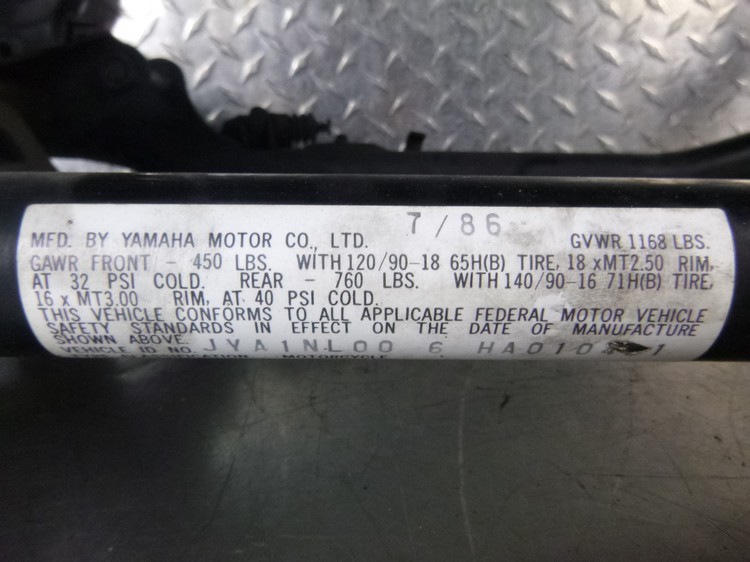 7/86
MFD. BY YAMAHA MOTOR CO., LTD. GVWR 1168 LBS.
GAWR FRONT - 450 LBS. WITH 120/90-18 65H(B) TIRE, 18 xMT2.50 RIM,
AT 32 PSI COLD. REAR - 760 LBS. WITH 140/90-16 71H(B) TIRE,
16 x MT3.00 RIM, AT 40 PSI COLD.
THIS VEHICLE CONFORMS TO ALL APPLICABLE FEDERAL MOTOR VEHICLE
SAFETY STANDARDS IN EFFECT ON THE DATE OF MANUFACTURE
SHOWN ABOVE.
VEHICLE ID NO. JYA1NL00 6
MOTORCYCLE